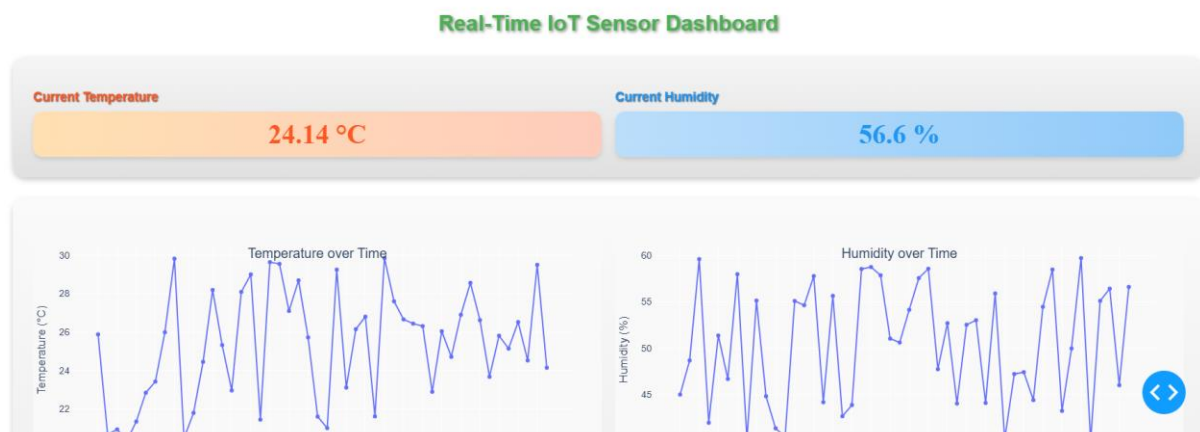 Real-Time IoT Sensor Dashboard
Current Temperature
24.14 °C
Current Humidity
56.6 %
Temperature over Time
30
28
26
24
22
Temperature (°C)
Humidity over Time
60
55
50
45
Humidity (%)